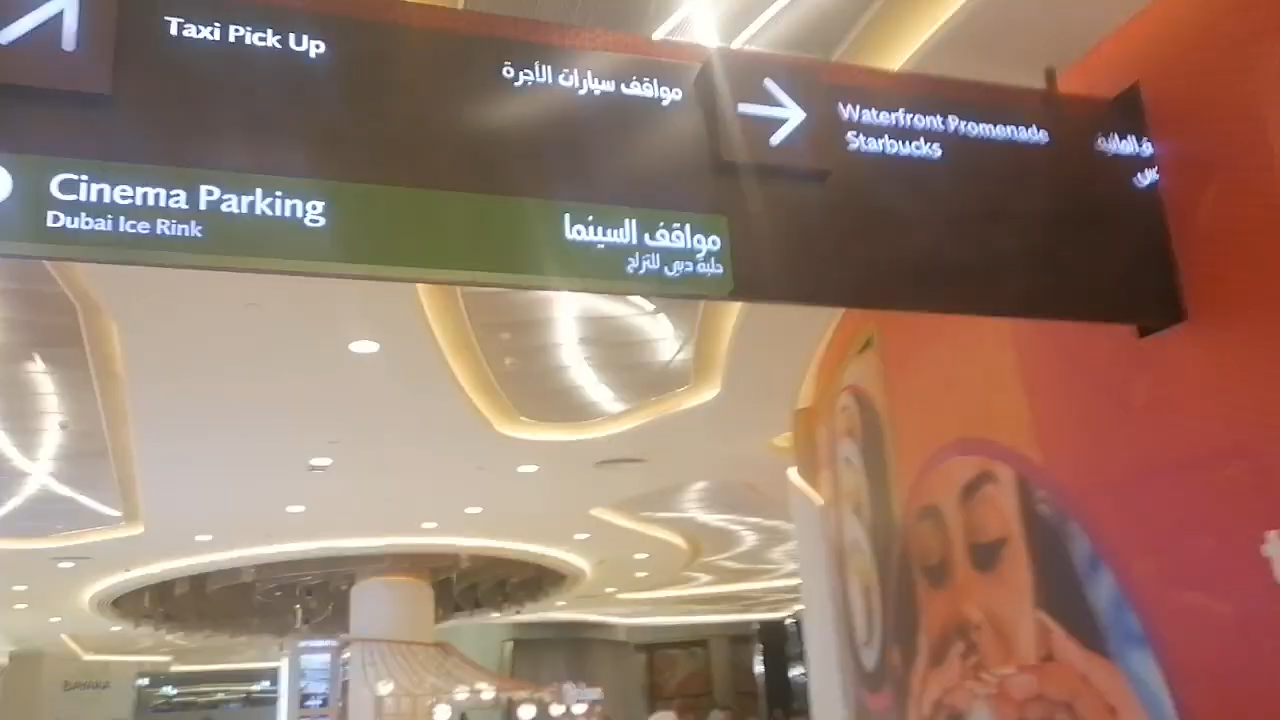 Taxi Pick Up
مواقف سيارات الأجرة
Waterfront Promenade
Starbucks
Cinema Parking
Dubai Ice Rink
مواقف السينما
حلبة دبي للتزلج